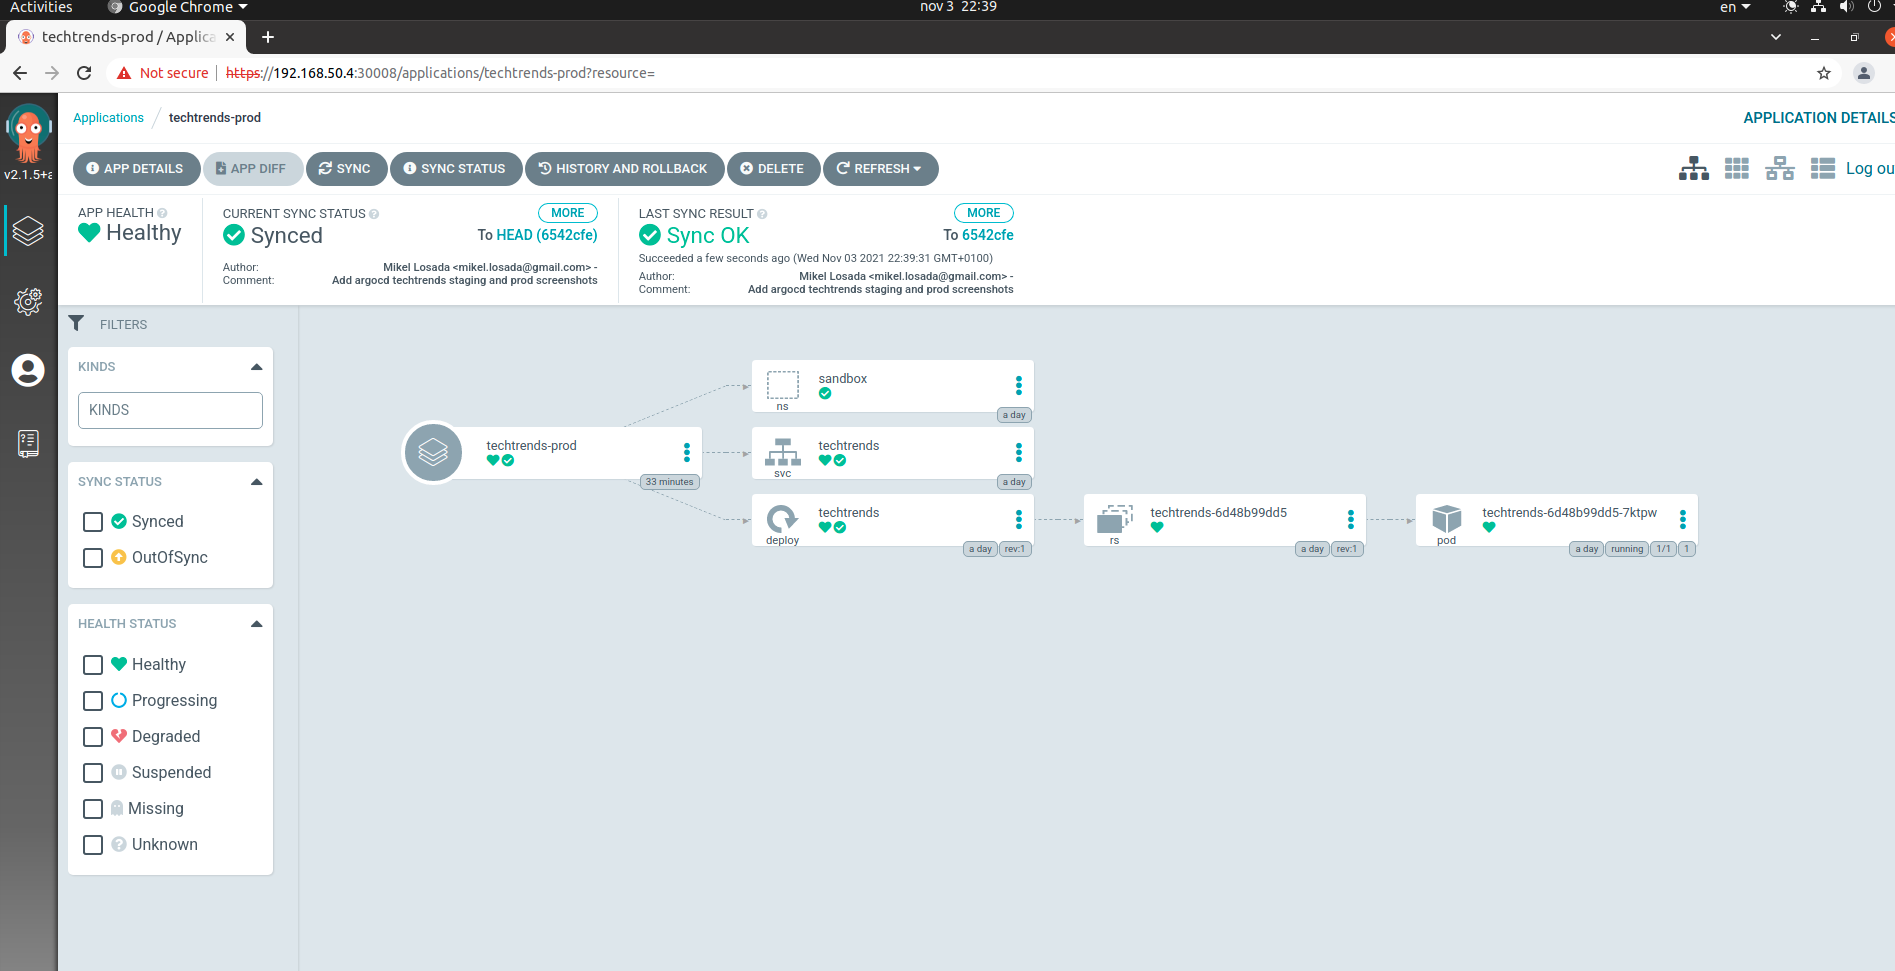 Activities Google Chrome nov 3 22:39 en
techtrends-prod / Applica
Not secure https://192.168.50.4:30008/applications/techtrends-prod?resource=
Applications / techtrends-prod APPLICATION DETAILS
v2.1.5+a
APP DETAILS APP DIFF SYNC SYNC STATUS HISTORY AND ROLLBACK DELETE REFRESH Log ou
APP HEALTH
Healthy
CURRENT SYNC STATUS MORE
Synced To HEAD (6542cfe)
Author: Mikel Losada <mikel.losada@gmail.com> -
Comment: Add argocd techtrends staging and prod screenshots
LAST SYNC RESULT MORE
Sync OK To 6542cfe
Succeeded a few seconds ago (Wed Nov 03 2021 22:39:31 GMT+0100)
Author: Mikel Losada <mikel.losada@gmail.com> -
Comment: Add argocd techtrends staging and prod screenshots
FILTERS
KINDS
KINDS
SYNC STATUS
Synced
OutOfSync
HEALTH STATUS
Healthy
Progressing
Degraded
Suspended
Missing
Unknown
techtrends-prod
33 minutes
sandbox
ns
a day
techtrends
svc
a day
techtrends
deploy
a day rev:1
techtrends-6d48b99dd5
rs
a day rev:1
techtrends-6d48b99dd5-7ktpw
pod
a day running 1/1 1